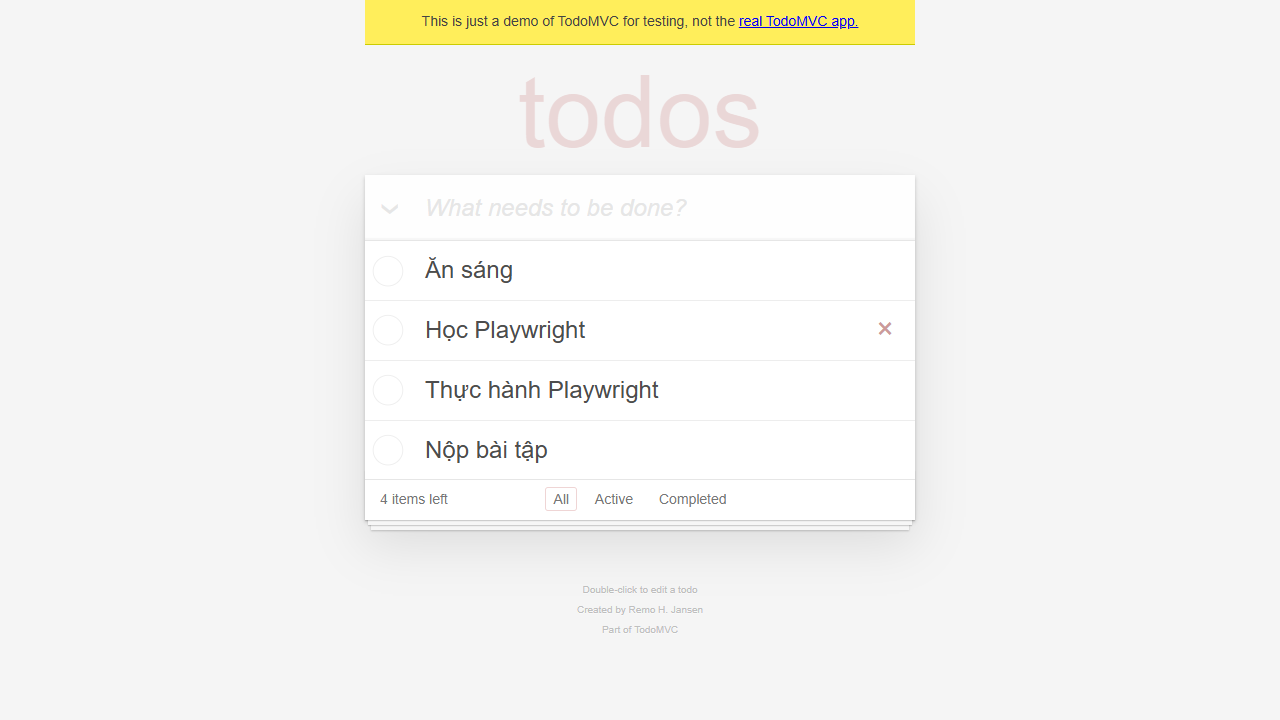 This is just a demo of TodoMVC for testing, not the real TodoMVC app.
todos
What needs to be done?
Ăn sáng
Học Playwright
Thực hành Playwright
Nộp bài tập
4 items left All Active Completed
Double-click to edit a todo
Created by Remo H. Jansen
Part of TodoMVC